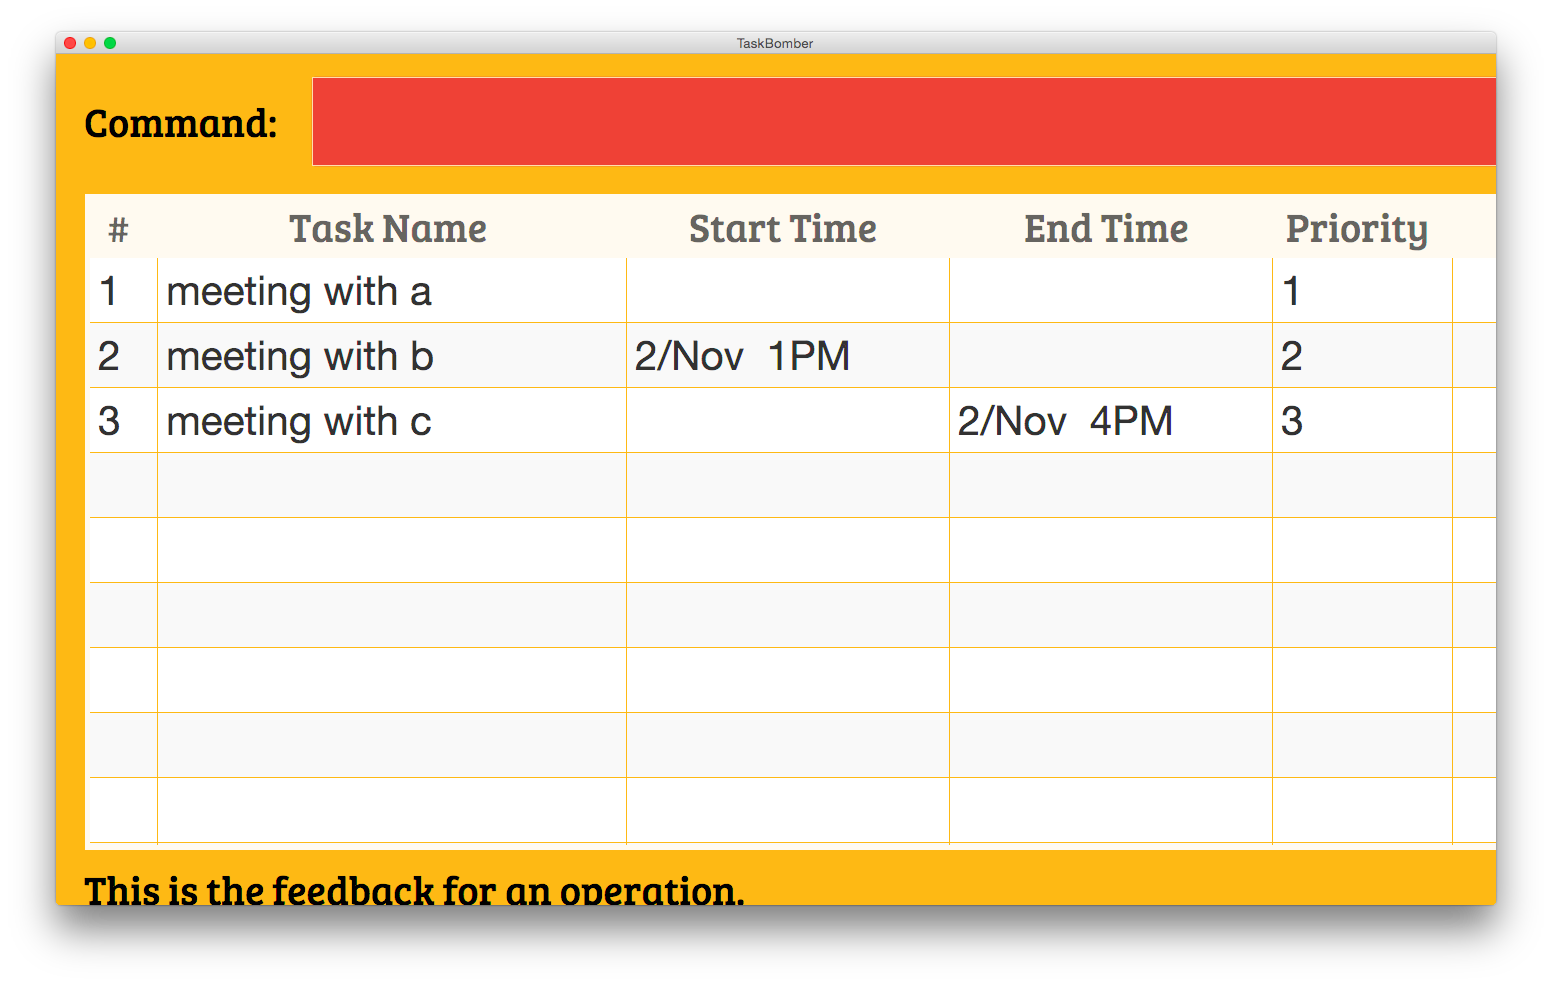 TaskBomber
Command:
# Task Name Start Time End Time Priority
1 meeting with a 1
2 meeting with b 2/Nov 1PM 2
3 meeting with c 2/Nov 4PM 3
This is the feedback for an operation.